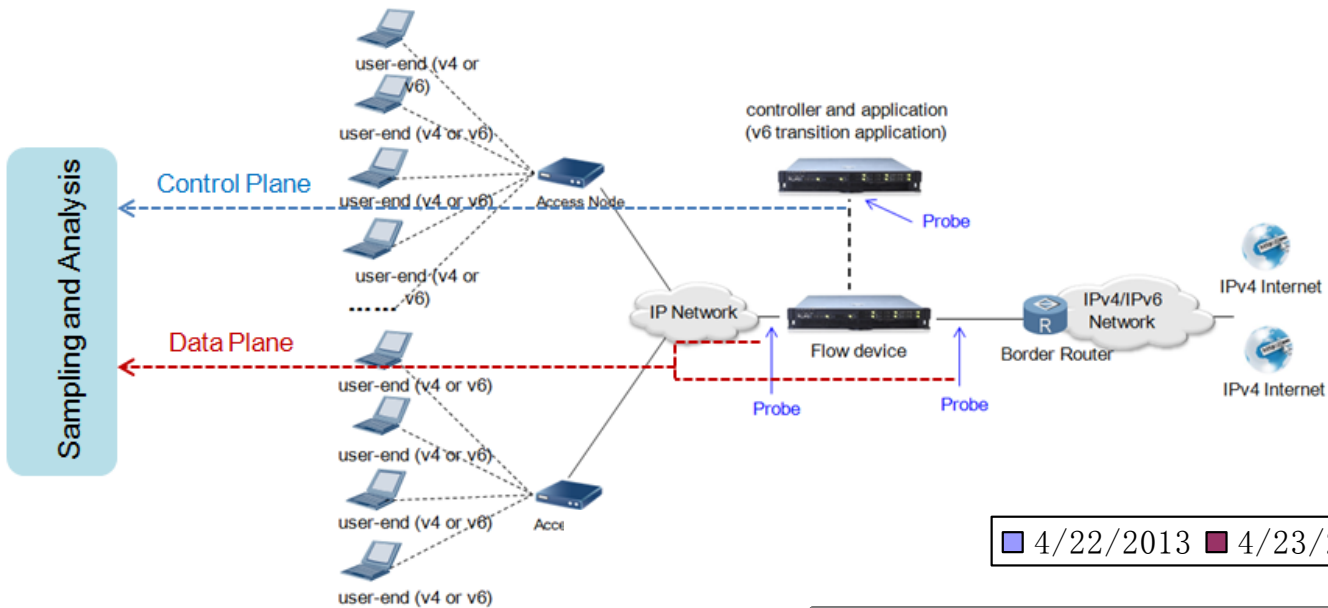 user-end (v4 or
v6)
user-end (v4 or v6)
user-end (v4 or v6)
user-end (v4 or
v6)
......
user-end (v4 or v6)
user-end (v4 or v6)
user-end (v4 or v6)
user-end (v4 or v6)
Sampling and Analysis
Control Plane
Data Plane
Access Node
Acce
controller and application
(v6 transition application)
Probe
IP Network
Flow device
Probe
Probe
R
Border Router
IPv4/IPv6
Network
IPv4 Internet
IPv4 Internet
4/22/2013 4/23/